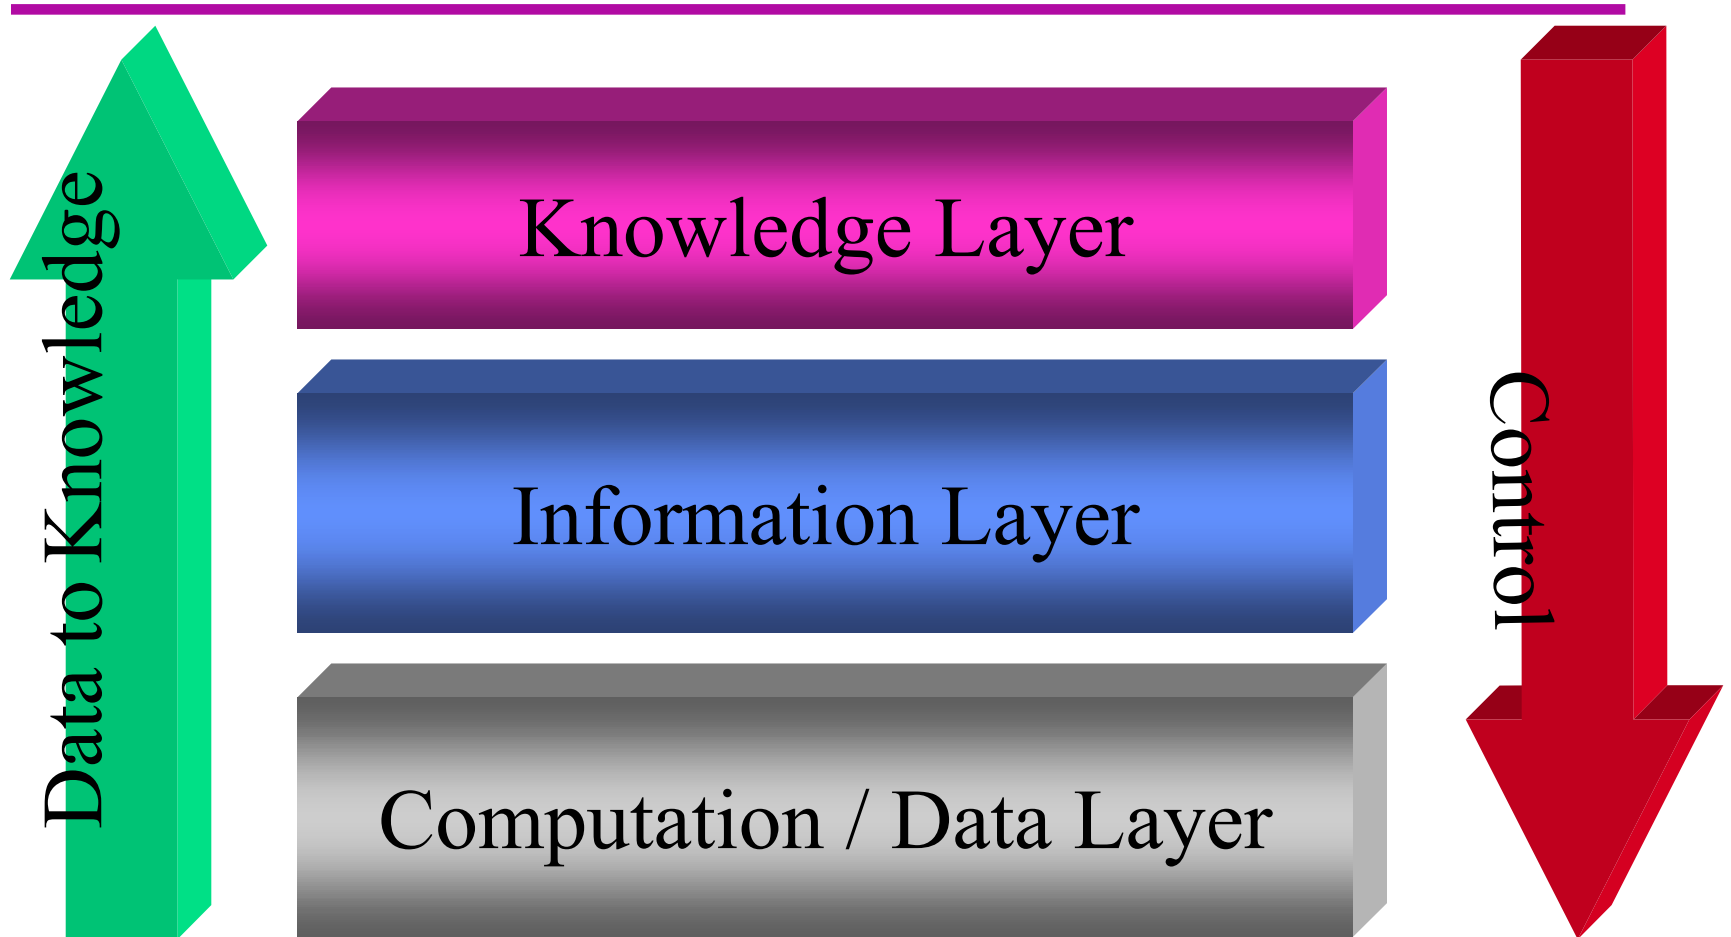 Data to Knowledge
Knowledge Layer
Information Layer
Computation / Data Layer
Control